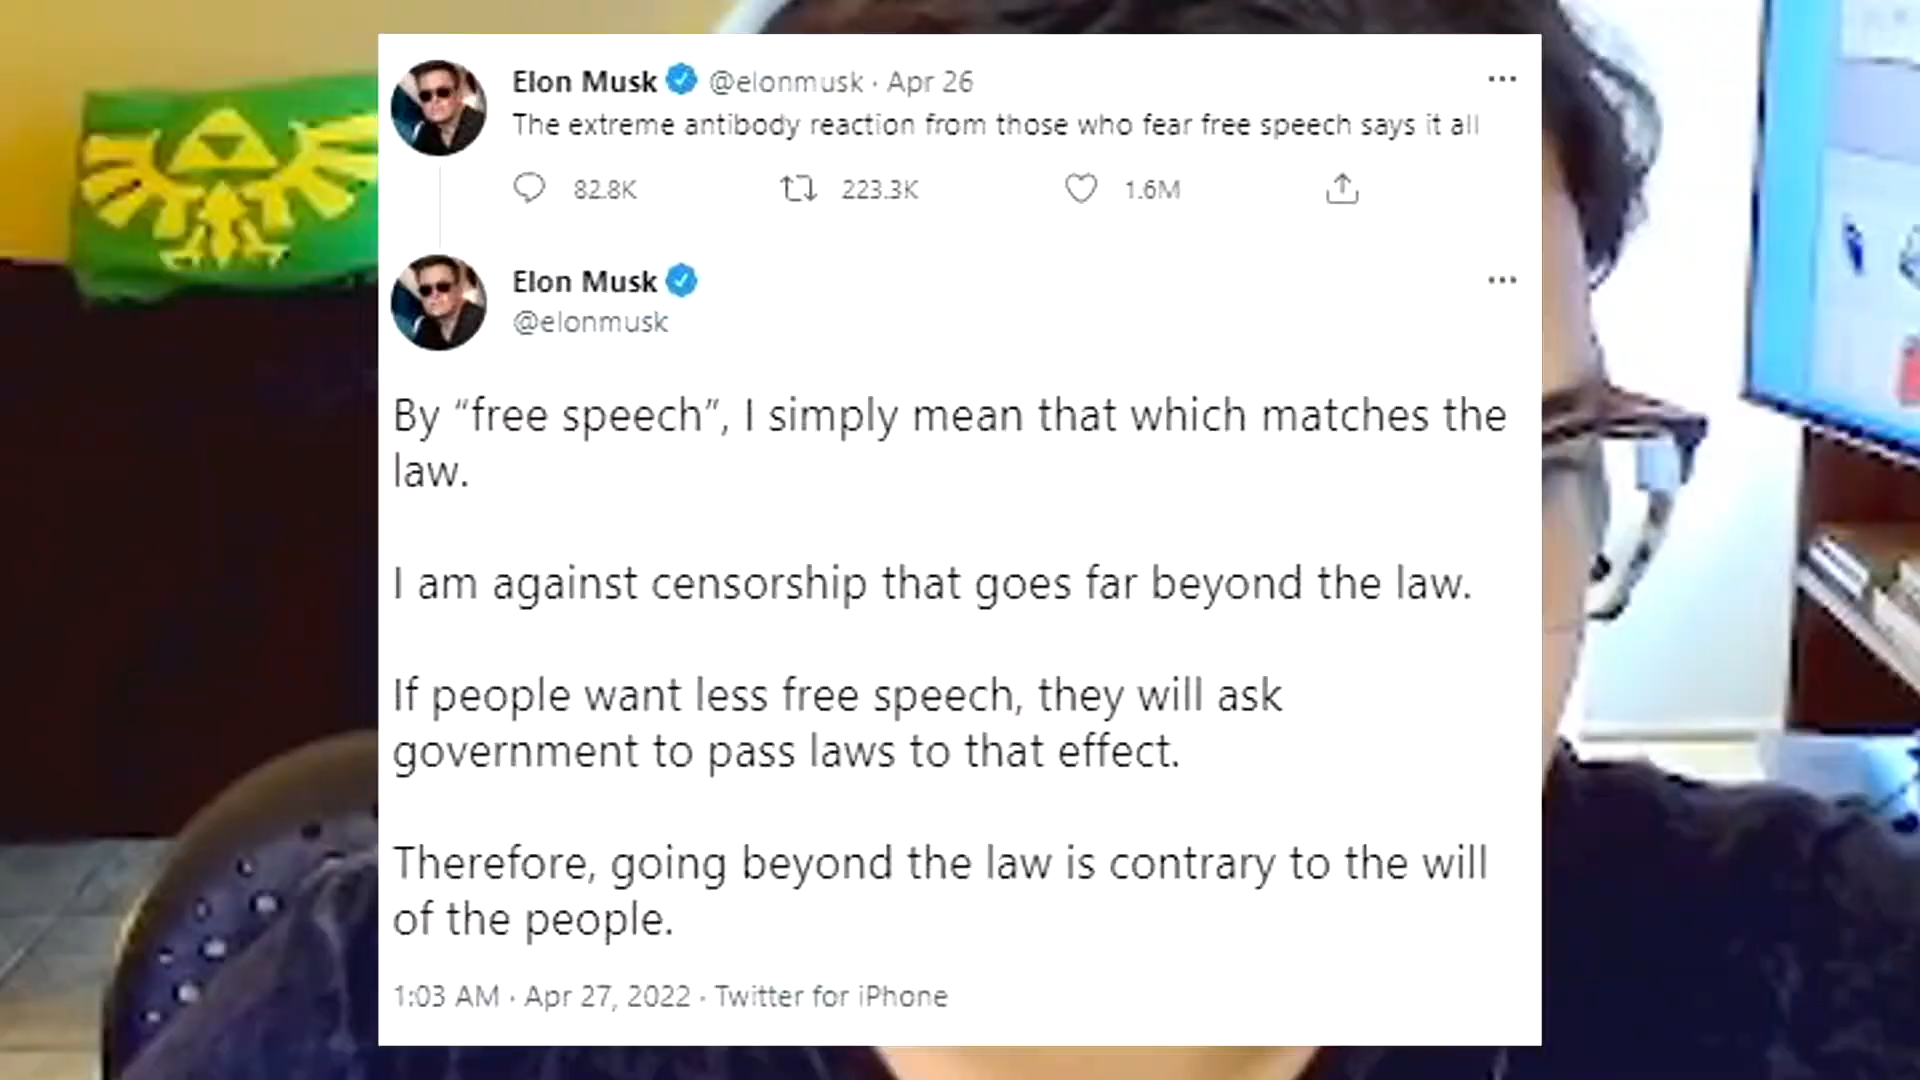 Elon Musk @elonmusk · Apr 26
The extreme antibody reaction from those who fear free speech says it all
82.8K 223.3K 1.6M
Elon Musk
@elonmusk
By “free speech”, I simply mean that which matches the
law.
I am against censorship that goes far beyond the law.
If people want less free speech, they will ask
government to pass laws to that effect.
Therefore, going beyond the law is contrary to the will
of the people.
1:03 AM · Apr 27, 2022 · Twitter for iPhone